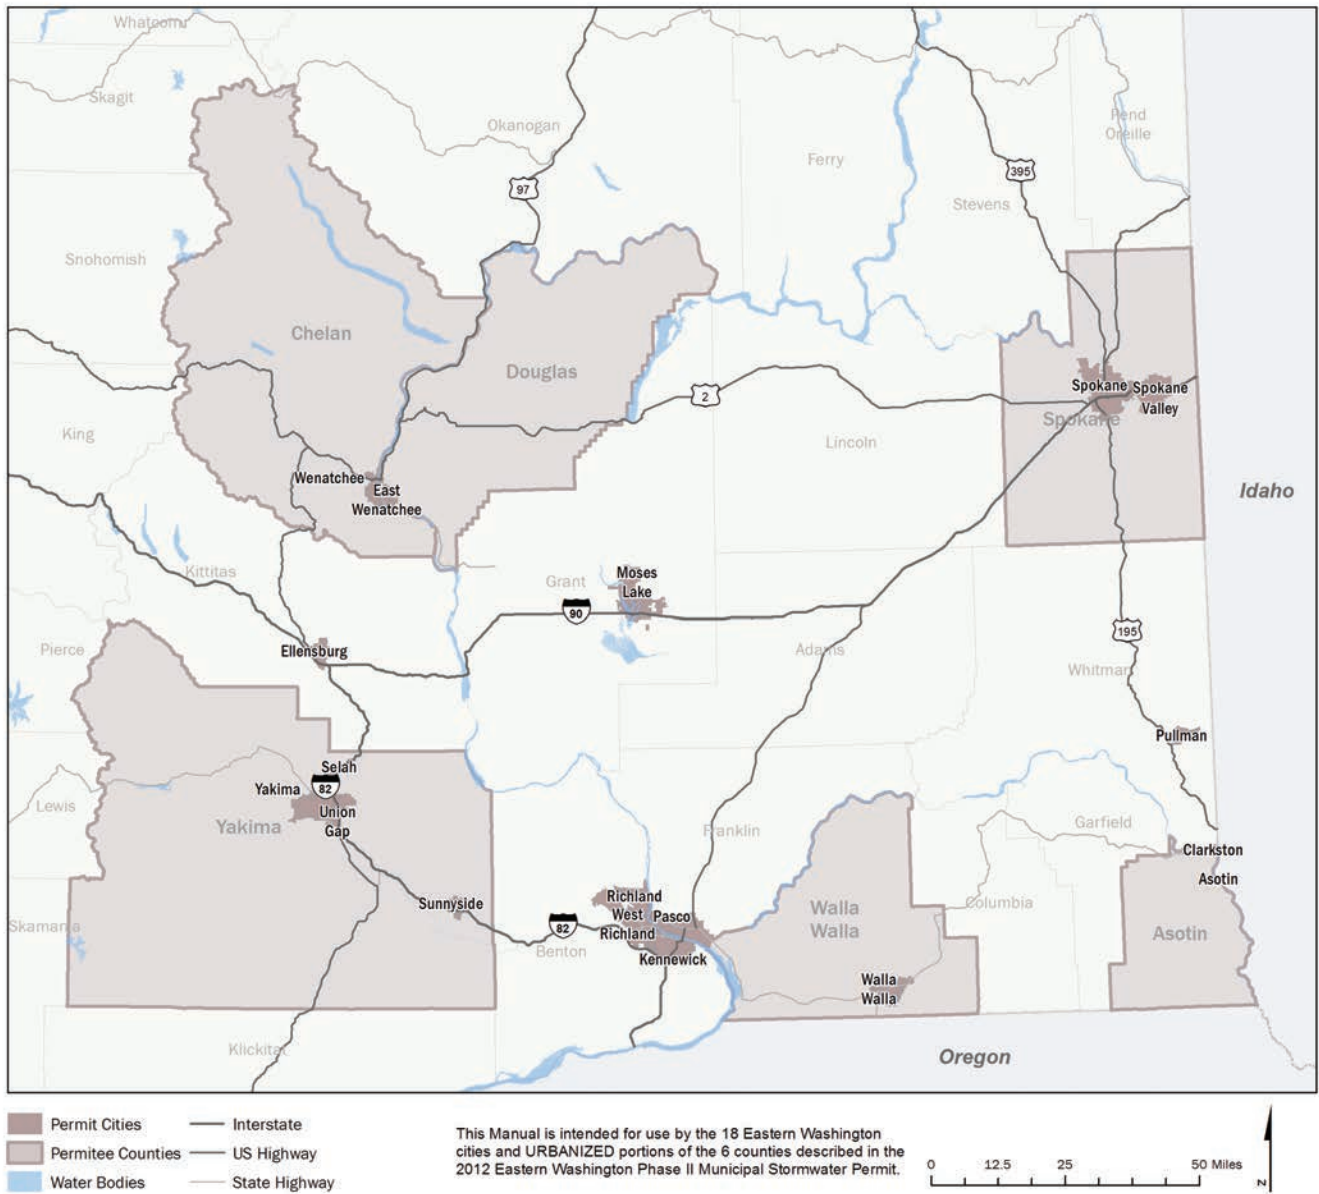 Whatcom
Skagit
Okanogan
Pend
Oreille
Ferry
395
97
Stevens
Snohomish
Chelan
Douglas
2
Spokane
Spokane
Valley
Spokane
King
Lincoln
Wenatchee
East
Wenatchee
Idaho
Kittitas
Grant
Moses
Lake
90
195
Ellensburg
Pierce
Adams
Whitman
Pullman
Selah
Yakima
82
Union
Gap
Yakima
Lewis
Franklin
Garfield
Clarkston
Asotin
Sunnyside
Richland
West
Richland
Pasco
Kennewick
82
Benton
Walla
Walla
Columbia
Asotin
Skamania
Walla
Walla
Klickitat
Oregon
Permit Cities
Permitee Counties
Water Bodies
Interstate
US Highway
State Highway
This Manual is intended for use by the 18 Eastern Washington
cities and URBANIZED portions of the 6 counties described in the
2012 Eastern Washington Phase II Municipal Stormwater Permit.
0 12.5 25 50 Miles
N